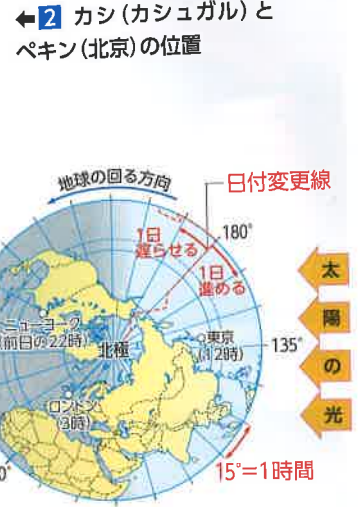 ←2 カシ(カシュガル)と
ペキン(北京)の位置
地球の回る方向
日付変更線
180°
1日
遅らせる
1日
進める
太陽の光
ニューヨーク
(前日の22時)
北極
東京
(12時)
135°
ロンドン
(3時)
0°
15°=1時間